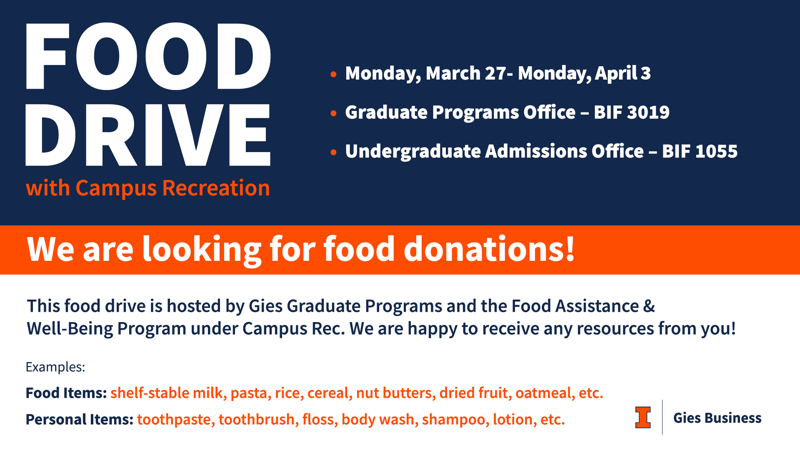 FOOD
DRIVE
with Campus Recreation
• Monday, March 27- Monday, April 3
• Graduate Programs Office – BIF 3019
• Undergraduate Admissions Office – BIF 1055
We are looking for food donations!
This food drive is hosted by Gies Graduate Programs and the Food Assistance &
Well-Being Program under Campus Rec. We are happy to receive any resources from you!
Examples:
Food Items: shelf-stable milk, pasta, rice, cereal, nut butters, dried fruit, oatmeal, etc.
Personal Items: toothpaste, toothbrush, floss, body wash, shampoo, lotion, etc.
I
Gies Business